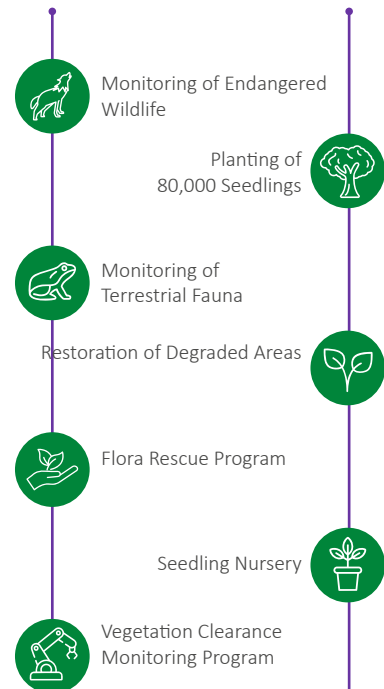 Monitoring of Endangered
Wildlife
Planting of
80,000 Seedlings
Monitoring of
Terrestrial Fauna
Restoration of Degraded Areas
Flora Rescue Program
Seedling Nursery
Vegetation Clearance
Monitoring Program